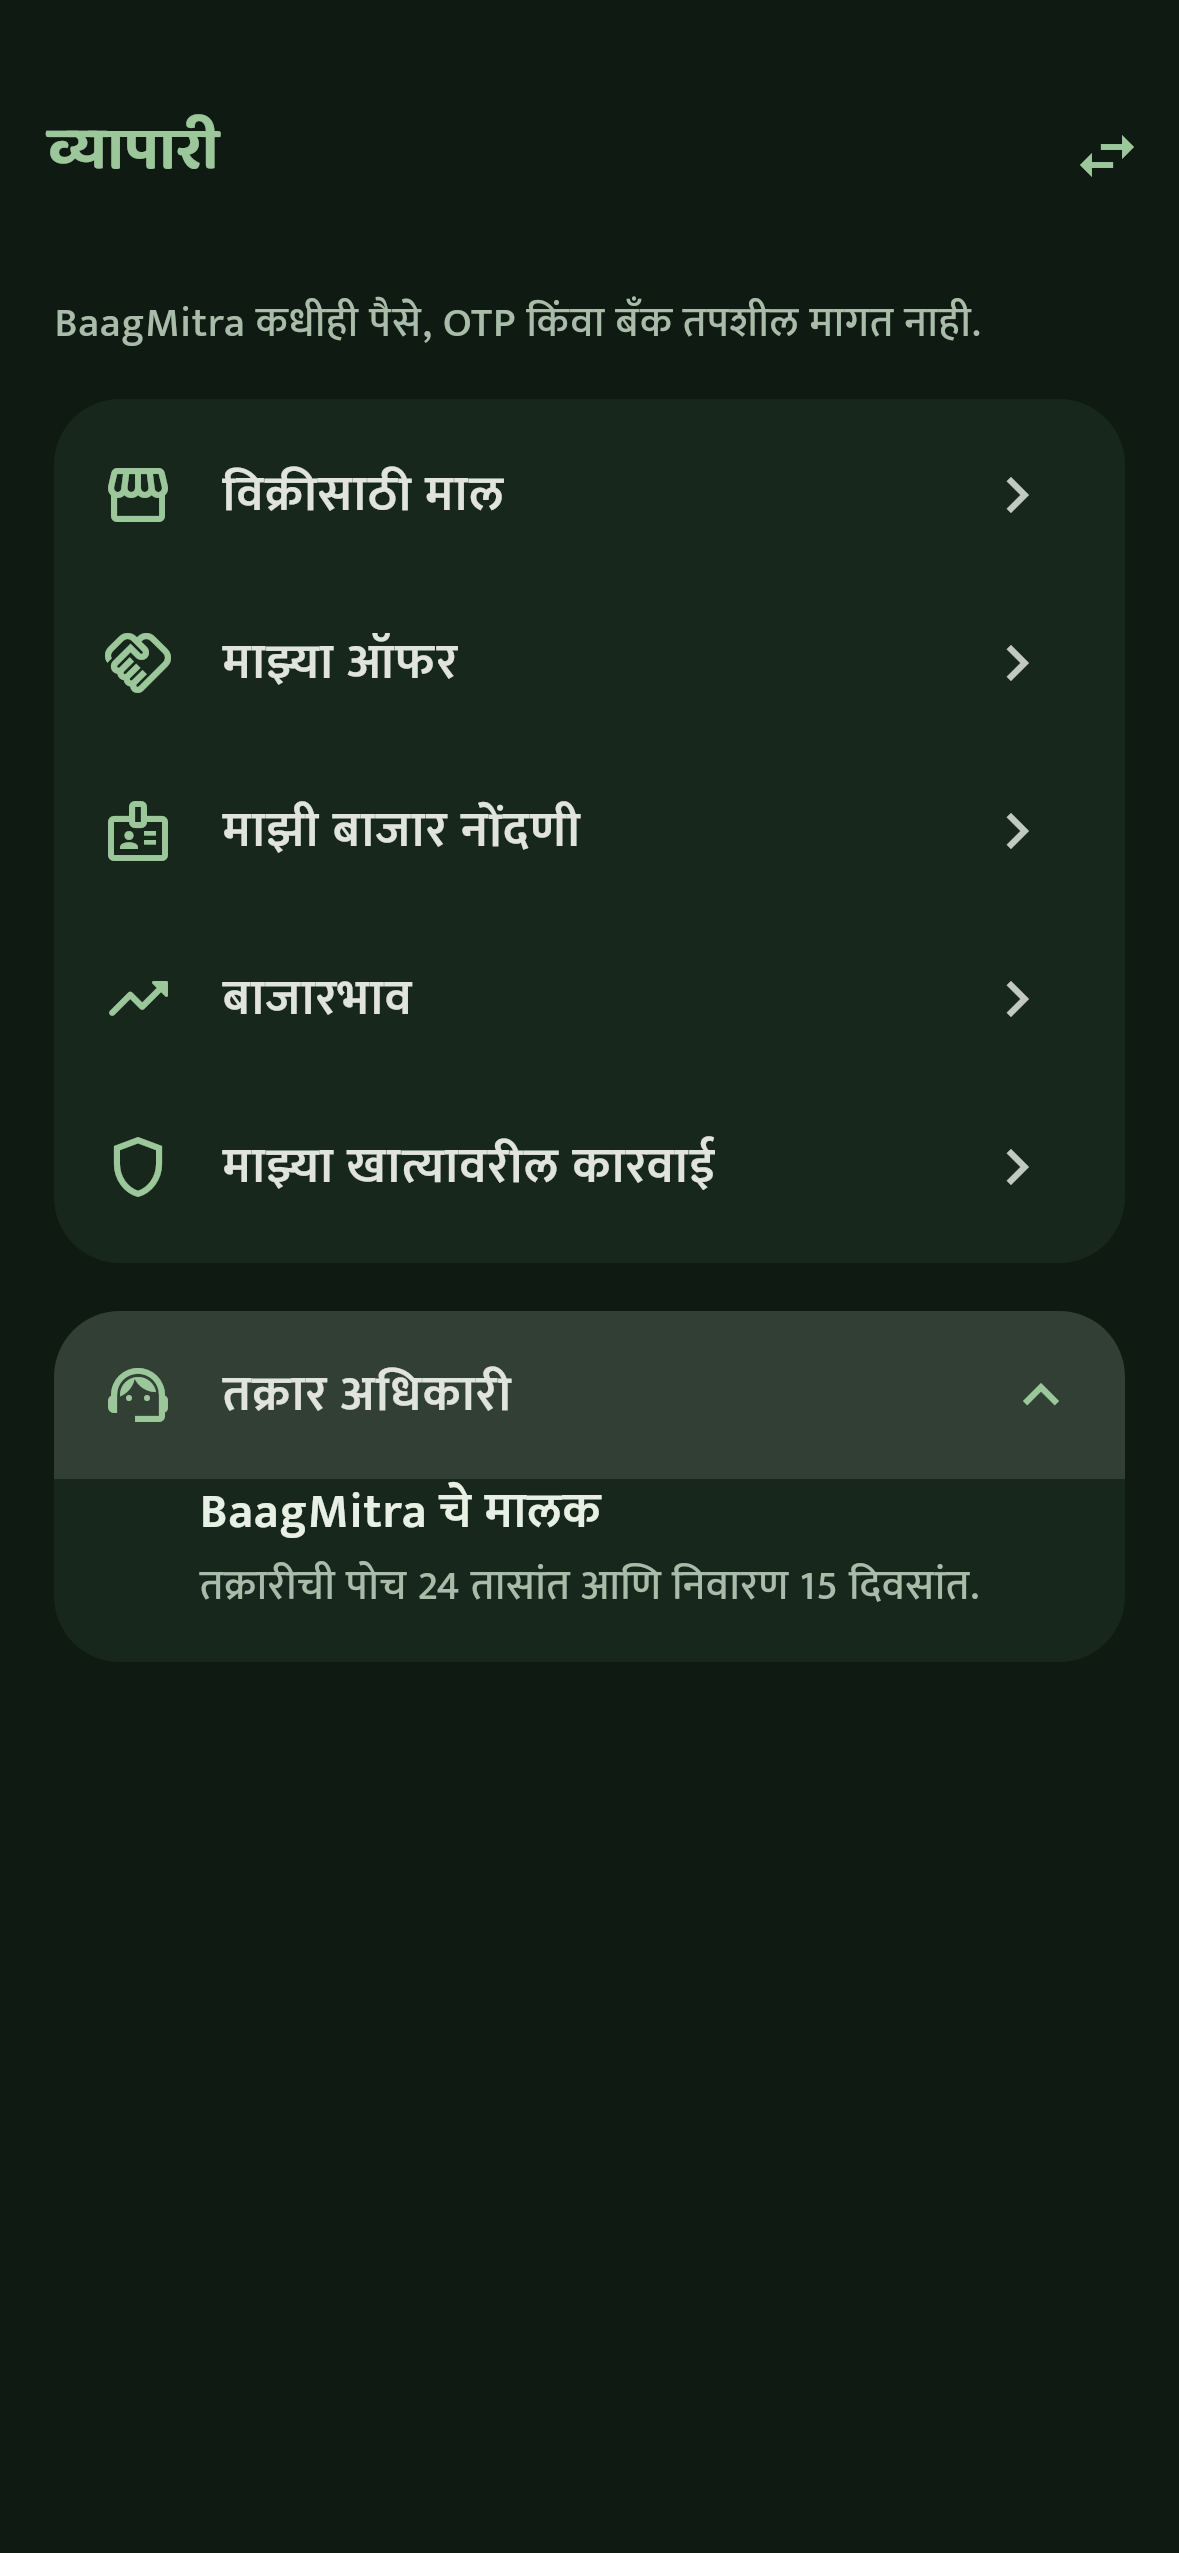 व्यापारी
BaagMitra कधीही पैसे, OTP किंवा बँक तपशील मागत नाही.
विक्रीसाठी माल
माझ्या ऑफर
माझी बाजार नोंदणी
बाजारभाव
माझ्या खात्यावरील कारवाई
तक्रार अधिकारी
BaagMitra चे मालक
तक्रारीची पोच 24 तासांत आणि निवारण 15 दिवसांत.